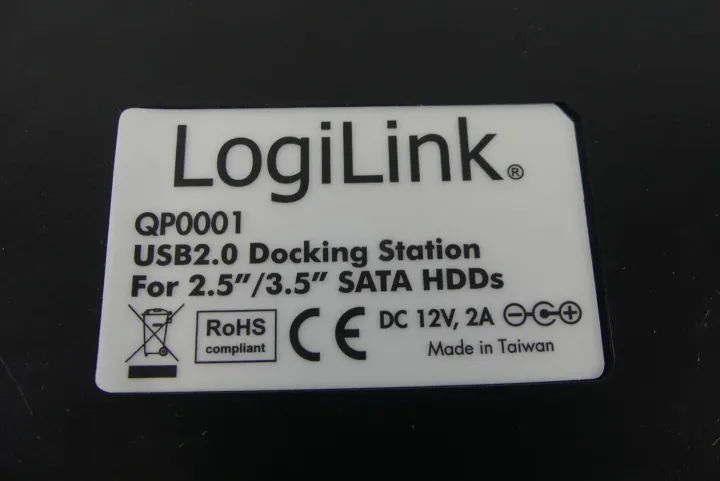 LogiLink®
QP0001
USB2.0 Docking Station
For 2.5”/3.5” SATA HDDs
RoHS
compliant
CE
DC 12V, 2A
Made in Taiwan